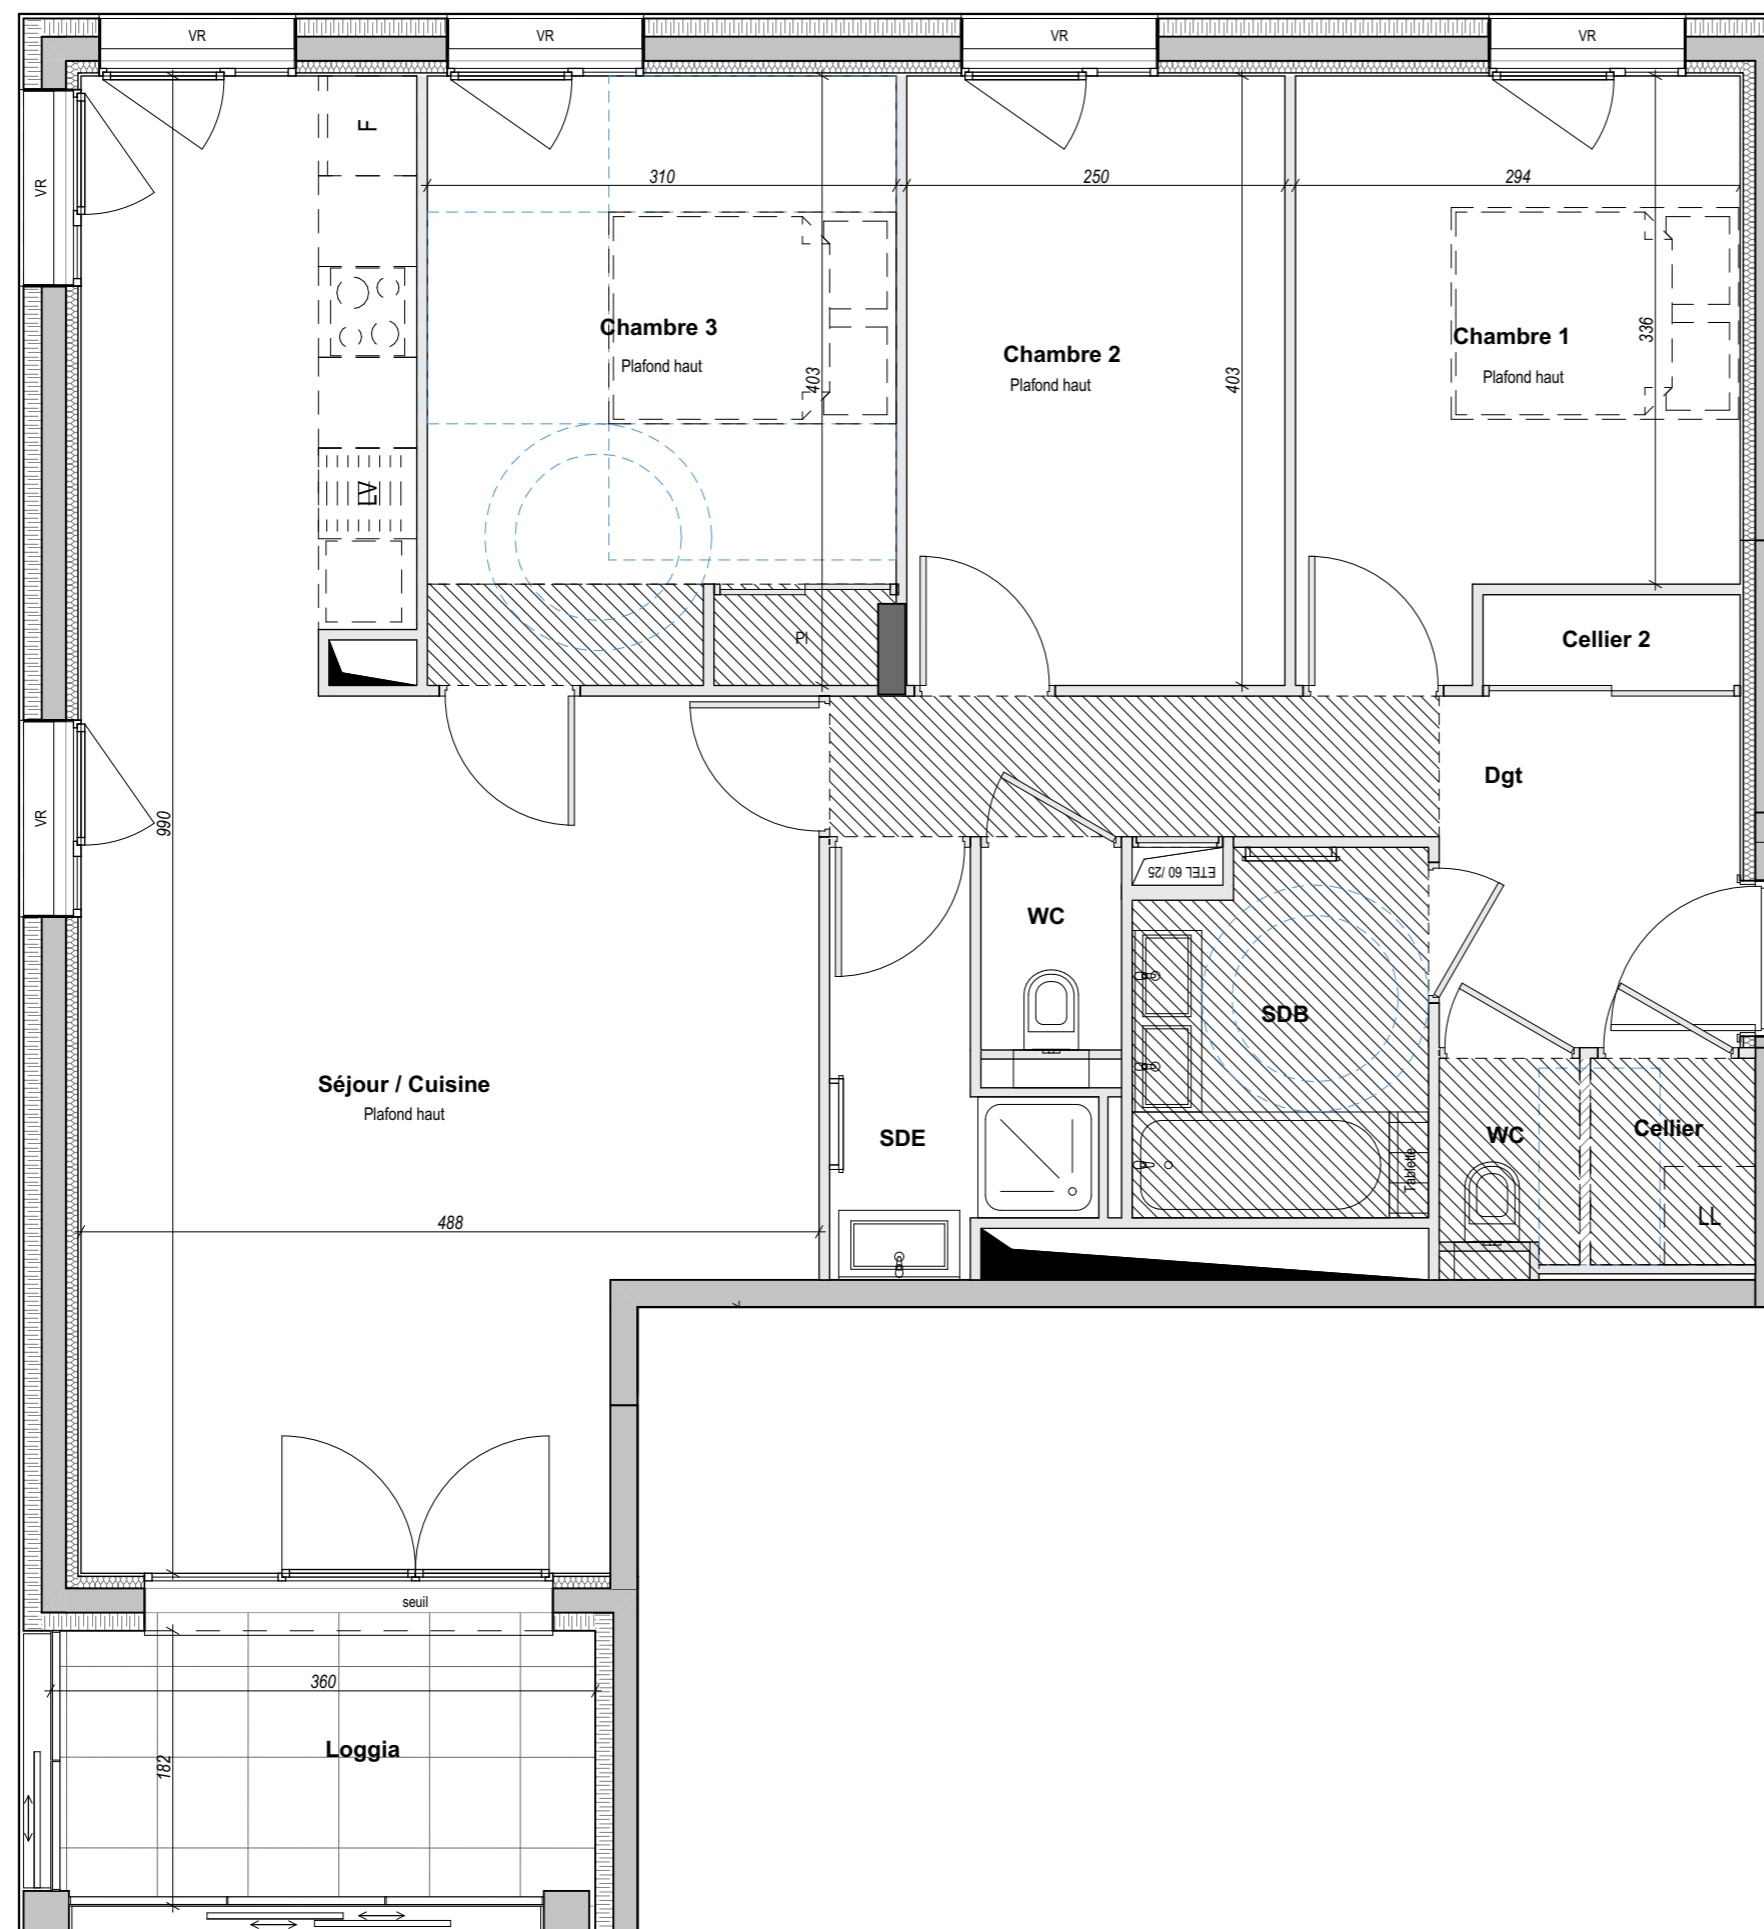 VR
VR
VR
VR
VR
F
310
250
294
Chambre 3
Plafond haut
403
Chambre 2
Plafond haut
403
Chambre 1
Plafond haut
336
LV
Pl
Cellier 2
Dgt
VR
990
ETEL 60 /25
WC
SDB
Séjour / Cuisine
Plafond haut
SDE
WC
Cellier
Tablette
LL
488
seuil
360
Loggia
182